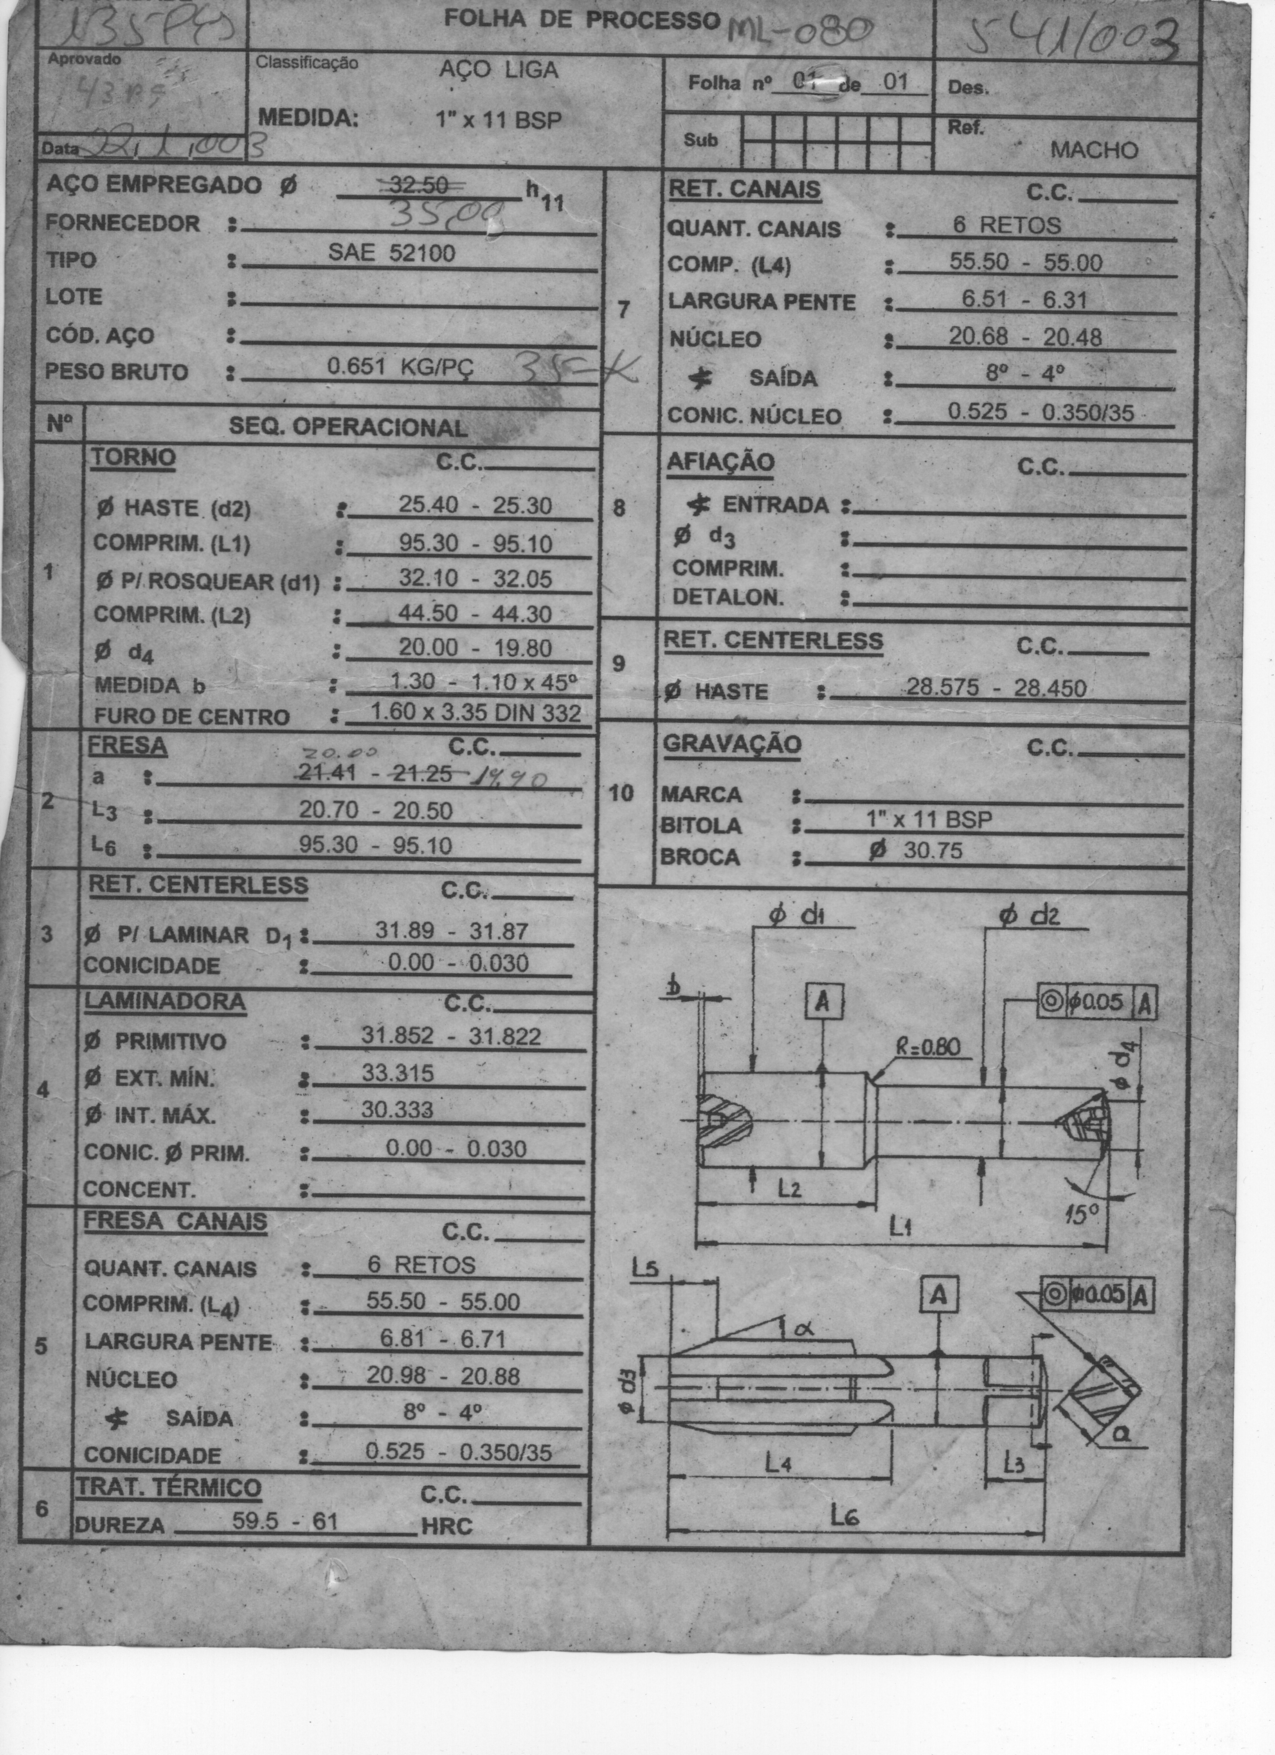 135 Pçs
FOLHA DE PROCESSO ML-080
541/003
Aprovado
43 Pç
Data 22,1,003
Classificação AÇO LIGA
MEDIDA: 1" x 11 BSP
Folha nº 01 de 01
Sub
Des.
Ref.
MACHO
AÇO EMPREGADO Ø 32.50 h11
35,00
FORNECEDOR :
TIPO : SAE 52100
LOTE :
CÓD. AÇO :
PESO BRUTO : 0.651 KG/PÇ 35-K
Nº SEQ. OPERACIONAL
1
TORNO C.C.
Ø HASTE (d2) : 25.40 - 25.30
COMPRIM. (L1) : 95.30 - 95.10
Ø P/ ROSQUEAR (d1) : 32.10 - 32.05
COMPRIM. (L2) : 44.50 - 44.30
Ø d4 : 20.00 - 19.80
MEDIDA b : 1.30 - 1.10 x 45º
FURO DE CENTRO : 1.60 x 3.35 DIN 332
2
FRESA C.C.
20.00
a : 21.41 - 21.25 19,90
L3 : 20.70 - 20.50
L6 : 95.30 - 95.10
3
RET. CENTERLESS C.C.
Ø P/ LAMINAR D1 : 31.89 - 31.87
CONICIDADE : 0.00 - 0.030
4
LAMINADORA C.C.
Ø PRIMITIVO : 31.852 - 31.822
Ø EXT. MÍN. : 33.315
Ø INT. MÁX. : 30.333
CONIC. Ø PRIM. : 0.00 - 0.030
CONCENT. :
5
FRESA CANAIS C.C.
QUANT. CANAIS : 6 RETOS
COMPRIM. (L4) : 55.50 - 55.00
LARGURA PENTE : 6.81 - 6.71
NÚCLEO : 20.98 - 20.88
∢ SAÍDA : 8º - 4º
CONICIDADE : 0.525 - 0.350/35
6
TRAT. TÉRMICO C.C.
DUREZA 59.5 - 61 HRC
7
RET. CANAIS C.C.
QUANT. CANAIS : 6 RETOS
COMP. (L4) : 55.50 - 55.00
LARGURA PENTE : 6.51 - 6.31
NÚCLEO : 20.68 - 20.48
∢ SAÍDA : 8º - 4º
CONIC. NÚCLEO : 0.525 - 0.350/35
8
AFIAÇÃO C.C.
∢ ENTRADA :
Ø d3 :
COMPRIM. :
DETALON. :
9
RET. CENTERLESS C.C.
Ø HASTE : 28.575 - 28.450
10
GRAVAÇÃO C.C.
MARCA :
BITOLA : 1" x 11 BSP
BROCA : Ø 30.75
Ø d1 Ø d2
b A ◎ Ø0.05 A
R=0.80 Ø d4
L2
L1 15º
L5 A ◎ Ø0.05 A
α
Ø d3
a
L4 L3
L6